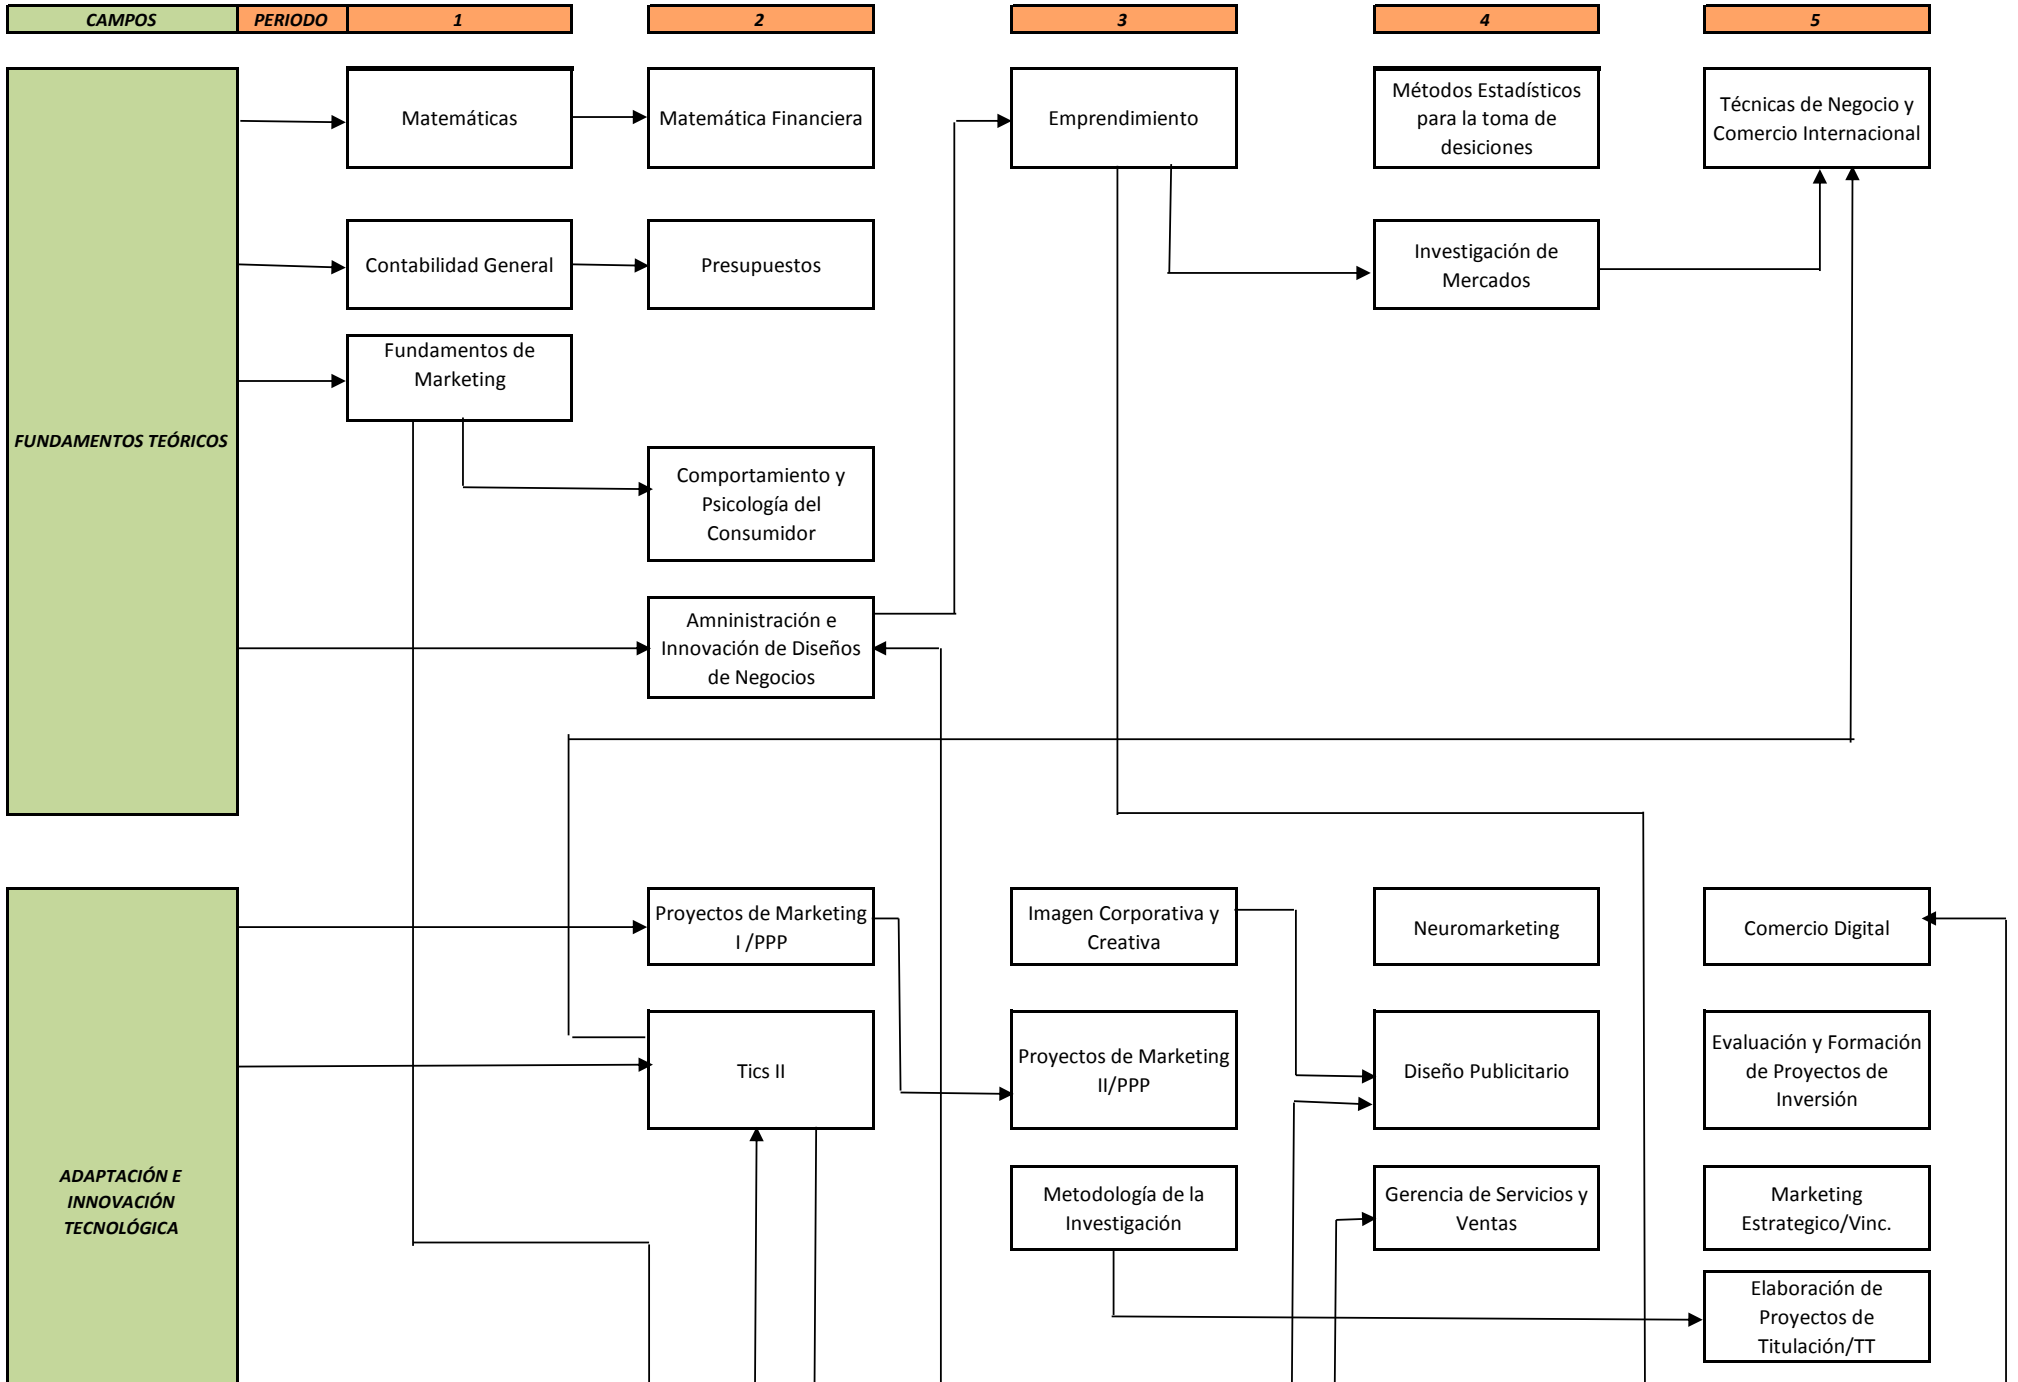 CAMPOS PERIODO 1 2 3 4 5
Matemáticas
Matemática Financiera
Emprendimiento
Métodos Estadísticos
para la toma de
desiciones
Técnicas de Negocio y
Comercio Internacional
Contabilidad General
Presupuestos
Investigación de
Mercados
Fundamentos de
Marketing
FUNDAMENTOS TEÓRICOS
Comportamiento y
Psicología del
Consumidor
Amninistración e
Innovación de Diseños
de Negocios
Proyectos de Marketing
I /PPP
Imagen Corporativa y
Creativa
Neuromarketing
Comercio Digital
Tics II
Proyectos de Marketing
II/PPP
Diseño Publicitario
Evaluación y Formación
de Proyectos de
Inversión
ADAPTACIÓN E
INNOVACIÓN
TECNOLÓGICA
Metodología de la
Investigación
Gerencia de Servicios y
Ventas
Marketing
Estrategico/Vinc.
Elaboración de
Proyectos de
Titulación/TT